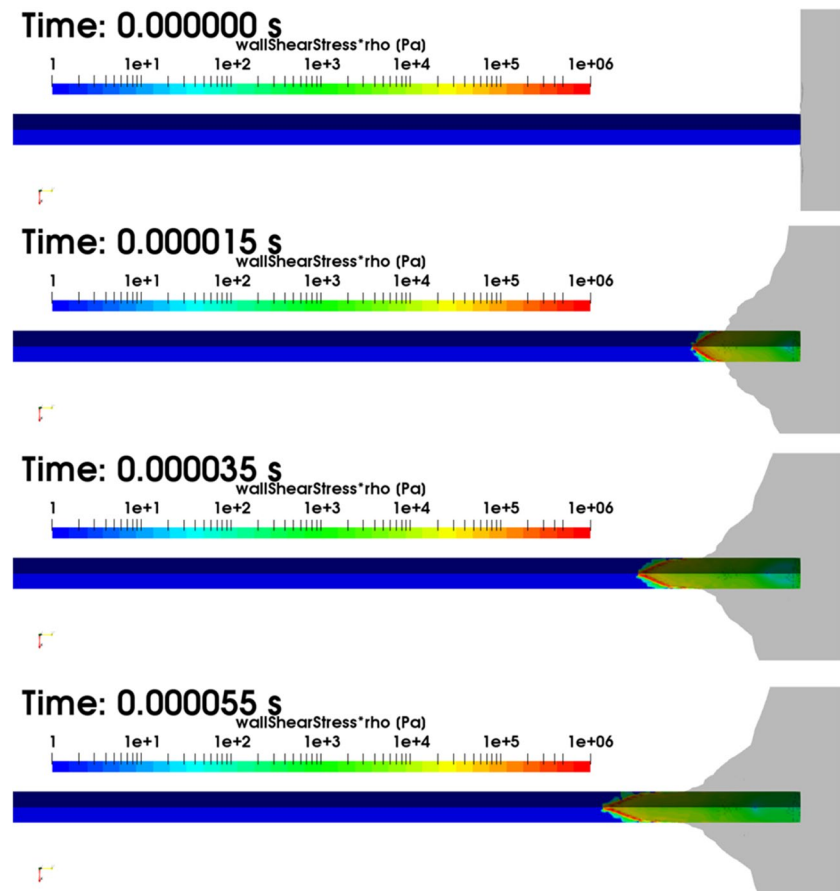 Time: 0.000000 s
wallShearStress*rho (Pa)
1 1e+1 1e+2 1e+3 1e+4 1e+5 1e+06
Time: 0.000015 s
wallShearStress*rho (Pa)
1 1e+1 1e+2 1e+3 1e+4 1e+5 1e+06
Time: 0.000035 s
wallShearStress*rho (Pa)
1 1e+1 1e+2 1e+3 1e+4 1e+5 1e+06
Time: 0.000055 s
wallShearStress*rho (Pa)
1 1e+1 1e+2 1e+3 1e+4 1e+5 1e+06